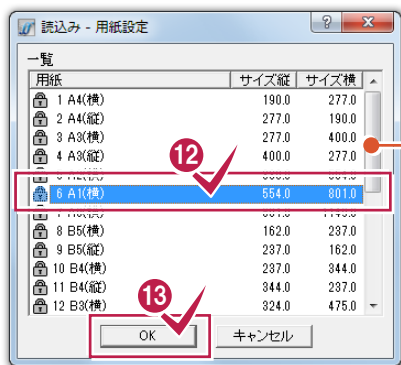 読込み - 用紙設定
一覧
用紙 サイズ縦 サイズ横
1 A4(横) 190.0 277.0
2 A4(縦) 277.0 190.0
3 A3(横) 277.0 400.0
4 A3(縦) 400.0 277.0
12
6 A1(横) 554.0 801.0
8 B5(横) 162.0 237.0
9 B5(縦) 237.0 162.0
10 B4(横) 237.0 344.0
11 B4(縦) 344.0 237.0
12 B3(横) 324.0 475.0
13
OK キャンセル